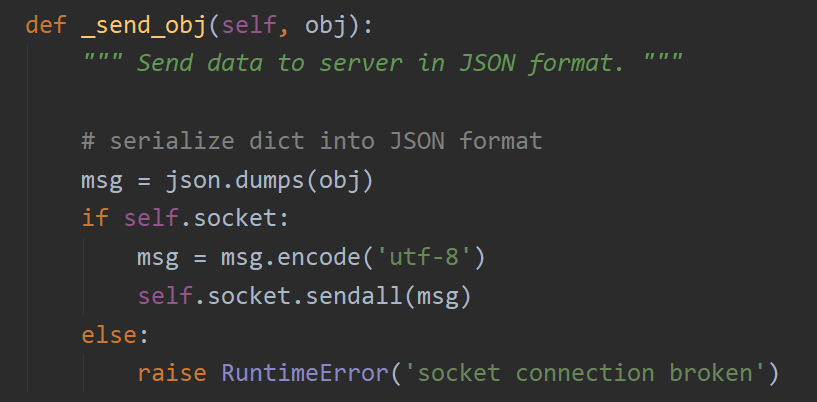 def _send_obj(self, obj):
    """ Send data to server in JSON format. """

    # serialize dict into JSON format
    msg = json.dumps(obj)
    if self.socket:
        msg = msg.encode('utf-8')
        self.socket.sendall(msg)
    else:
        raise RuntimeError('socket connection broken')